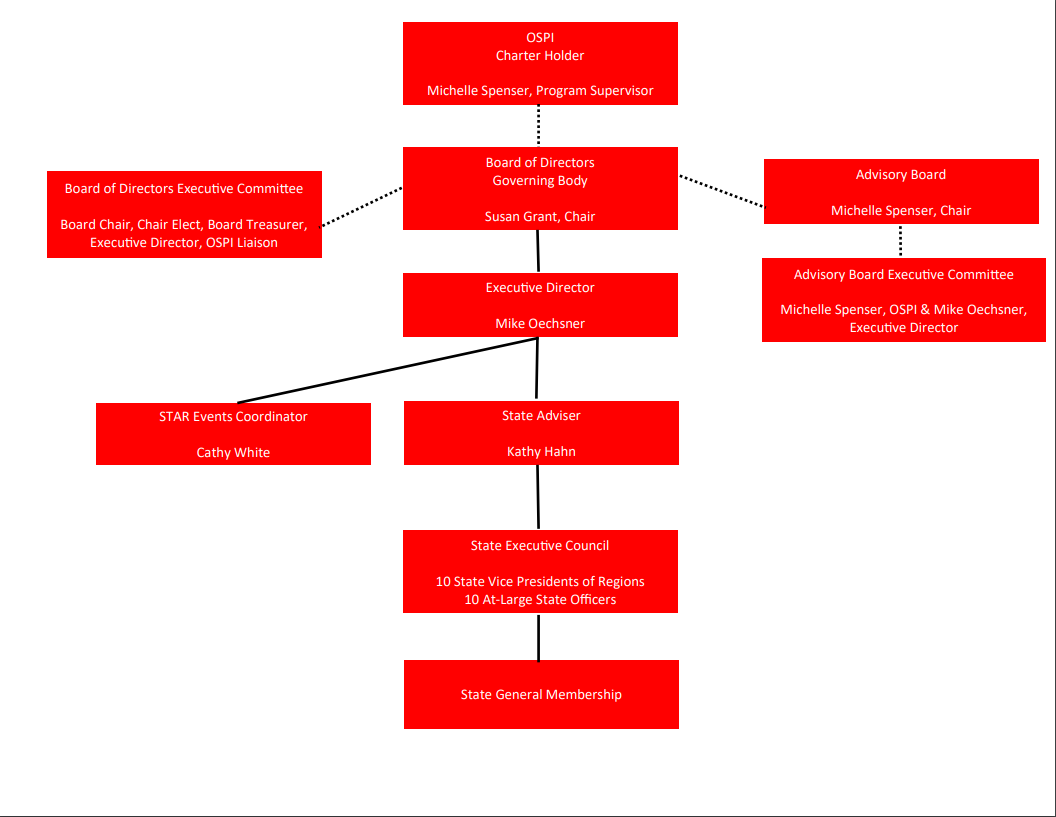 OSPI
Charter Holder
Michelle Spenser, Program Supervisor
Board of Directors
Governing Body
Susan Grant, Chair
Board of Directors Executive Committee
Board Chair, Chair Elect, Board Treasurer,
Executive Director, OSPI Liaison
Advisory Board
Michelle Spenser, Chair
Advisory Board Executive Committee
Michelle Spenser, OSPI & Mike Oechsner,
Executive Director
Executive Director
Mike Oechsner
STAR Events Coordinator
Cathy White
State Adviser
Kathy Hahn
State Executive Council
10 State Vice Presidents of Regions
10 At-Large State Officers
State General Membership